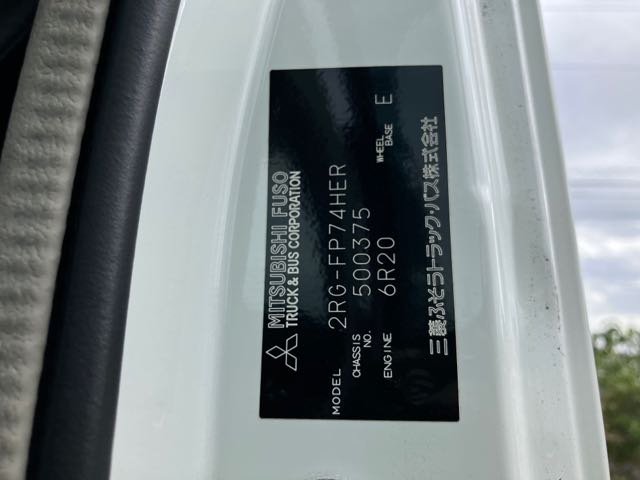 MITSUBISHI FUSO
TRUCK & BUS CORPORATION
MODEL 2RG-FP74HER
CHASSIS NO. 500375
ENGINE 6R20 WHEEL BASE E
三菱ふそうトラック・バス株式会社